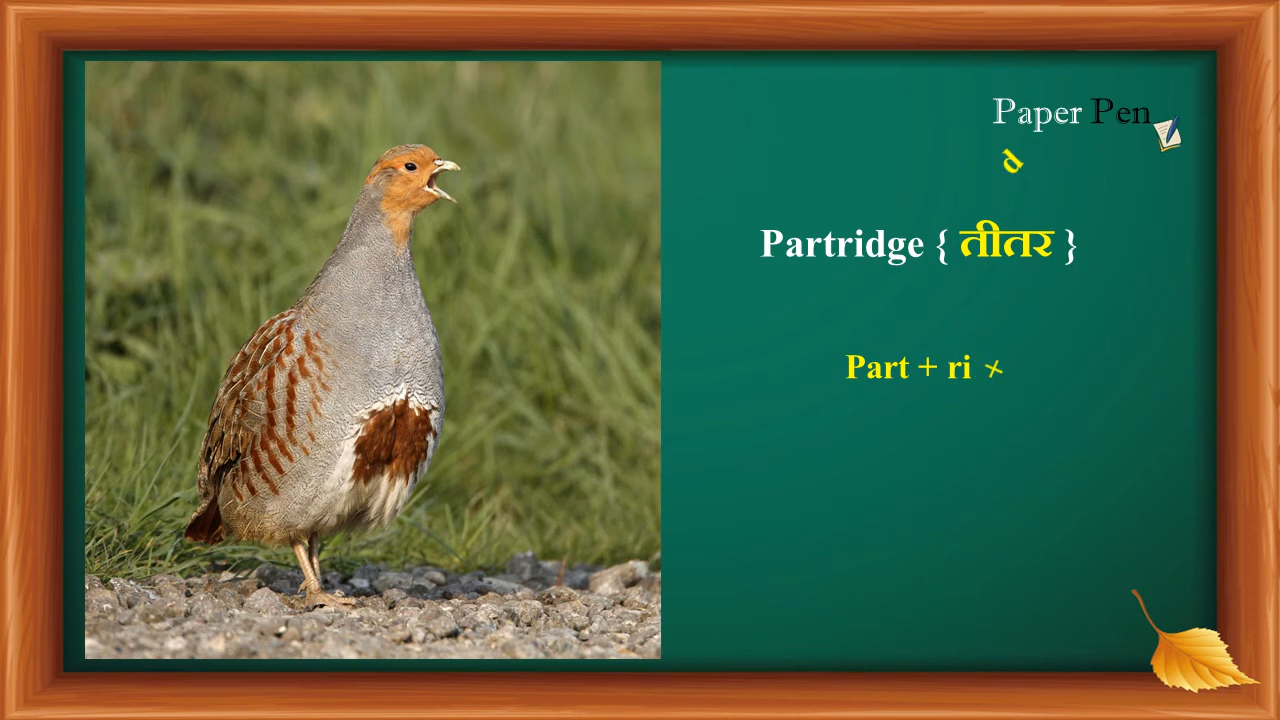 Paper Pen
d
Partridge { तीतर }
Part + ri +